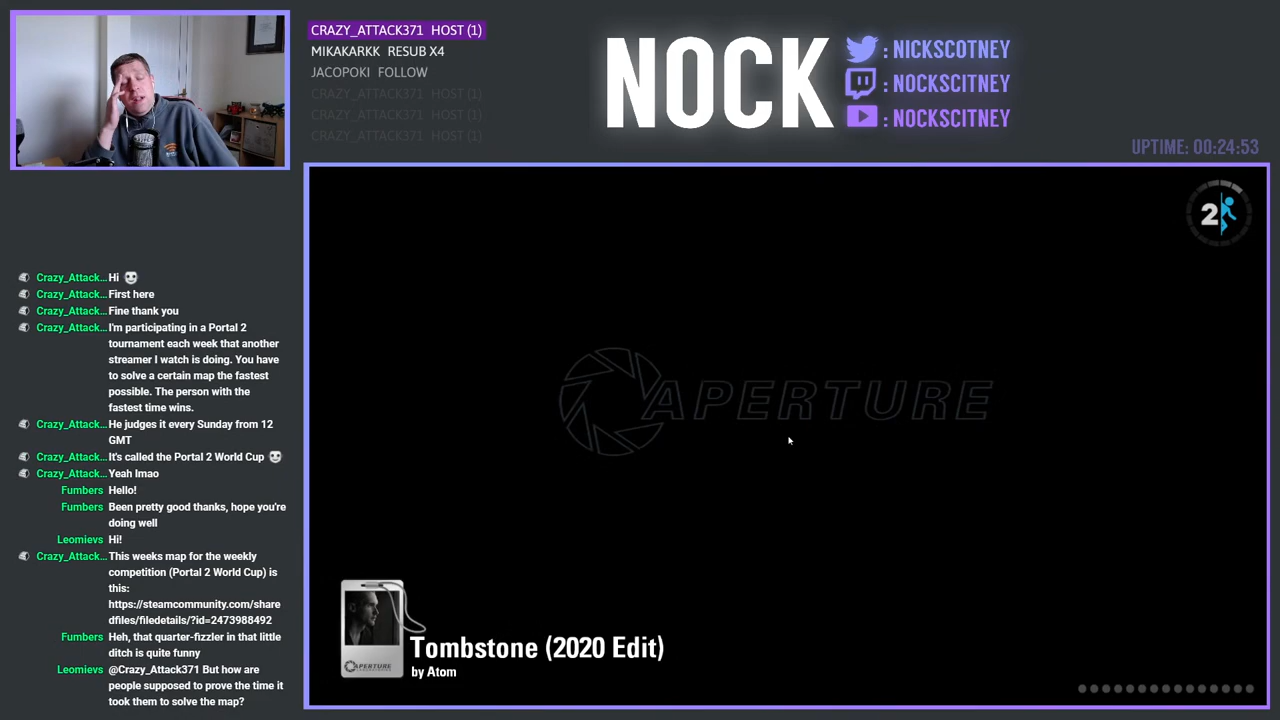 CRAZY_ATTACK371 HOST (1)
MIKAKARKK RESUB X4
JACOPOKI FOLLOW
CRAZY_ATTACK371 HOST (1)
CRAZY_ATTACK371 HOST (1)
CRAZY_ATTACK371 HOST (1)
NOCK
: NICKSCOTNEY
: NOCKSCITNEY
: NOCKSCITNEY
UPTIME: 00:24:53
2
Crazy_Attack... Hi
Crazy_Attack... First here
Crazy_Attack... Fine thank you
Crazy_Attack... I'm participating in a Portal 2
tournament each week that another
streamer I watch is doing. You have
to solve a certain map the fastest
possible. The person with the
fastest time wins.
Crazy_Attack... He judges it every Sunday from 12
GMT
Crazy_Attack... It's called the Portal 2 World Cup
Crazy_Attack... Yeah lmao
Fumbers Hello!
Fumbers Been pretty good thanks, hope you're
doing well
Leomievs Hi!
Crazy_Attack... This weeks map for the weekly
competition (Portal 2 World Cup) is
this:
https://steamcommunity.com/share
dfiles/filedetails/?id=2473988492
Fumbers Heh, that quarter-fizzler in that little
ditch is quite funny
Leomievs @Crazy_Attack371 But how are
people supposed to prove the time it
took them to solve the map?
APERTURE
APERTURE
Tombstone (2020 Edit)
by Atom